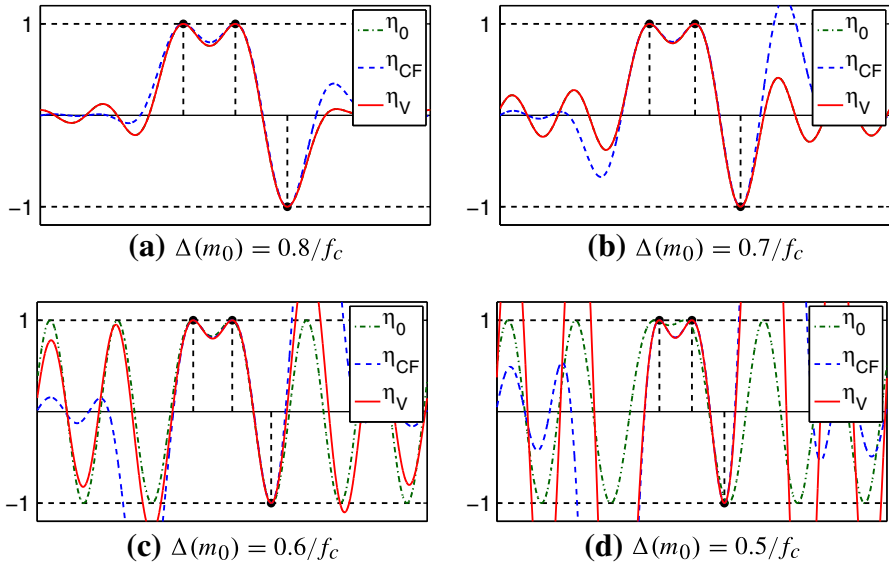 1
−1
η0
ηCF
ηV
(a) Δ(m0) = 0.8/fc
1
−1
η0
ηCF
ηV
(b) Δ(m0) = 0.7/fc
1
−1
η0
ηCF
ηV
(c) Δ(m0) = 0.6/fc
1
−1
η0
ηCF
ηV
(d) Δ(m0) = 0.5/fc